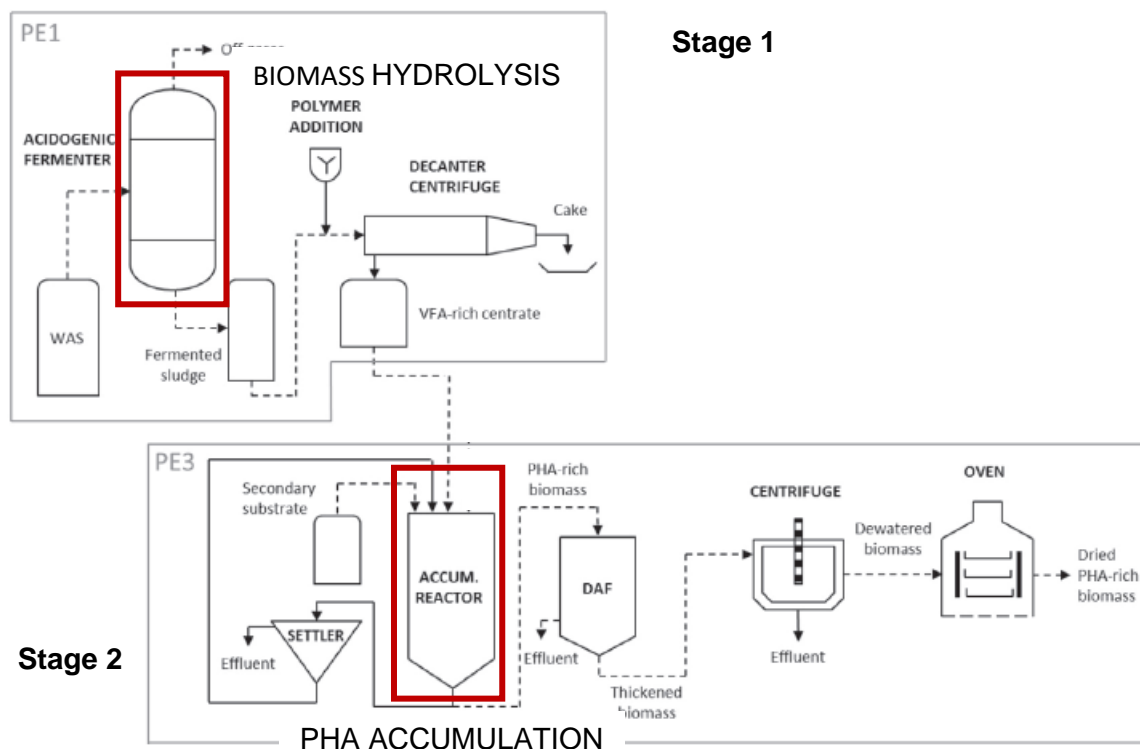 PE1
Stage 1
BIOMASS HYDROLYSIS
POLYMER
ADDITION
ACIDOGENIC
FERMENTER
DECANTER
CENTRIFUGE
Cake
WAS
VFA-rich centrate
Fermented
sludge
PE3
Secondary
substrate
PHA-rich
biomass
OVEN
CENTRIFUGE
Dewatered
biomass
ACCUM.
REACTOR
DAF
Dried
PHA-rich
biomass
SETTLER
Stage 2
Effluent
Effluent
Effluent
Thickened
biomass
PHA ACCUMULATION